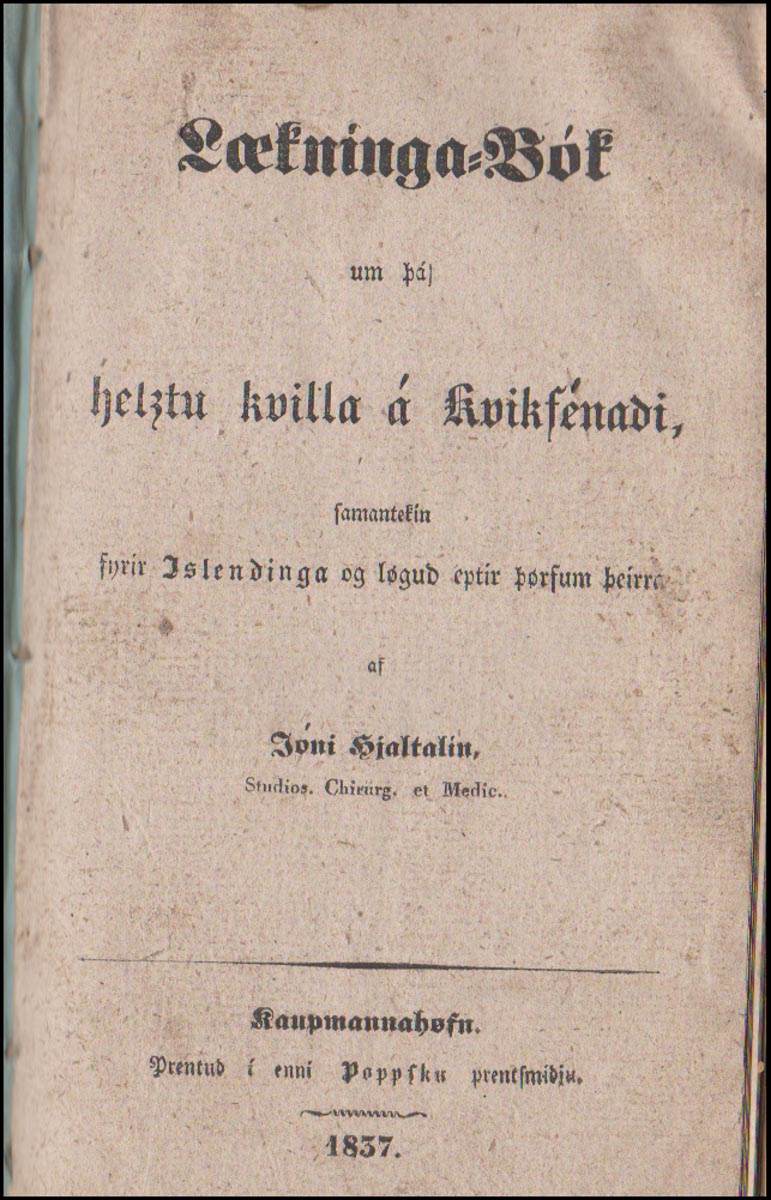 Lækninga-Bók
um þá
helztu kvilla á Kvikfénadi,
samantekin
fyrir Islendinga og løgud eptir þørfum þeirra
af
Jóni Hjaltalín,
Studios. Chirurg. et Medic..
Kaupmannahøfn.
Prentud í enni Poppsku prentsmidju.
1837.